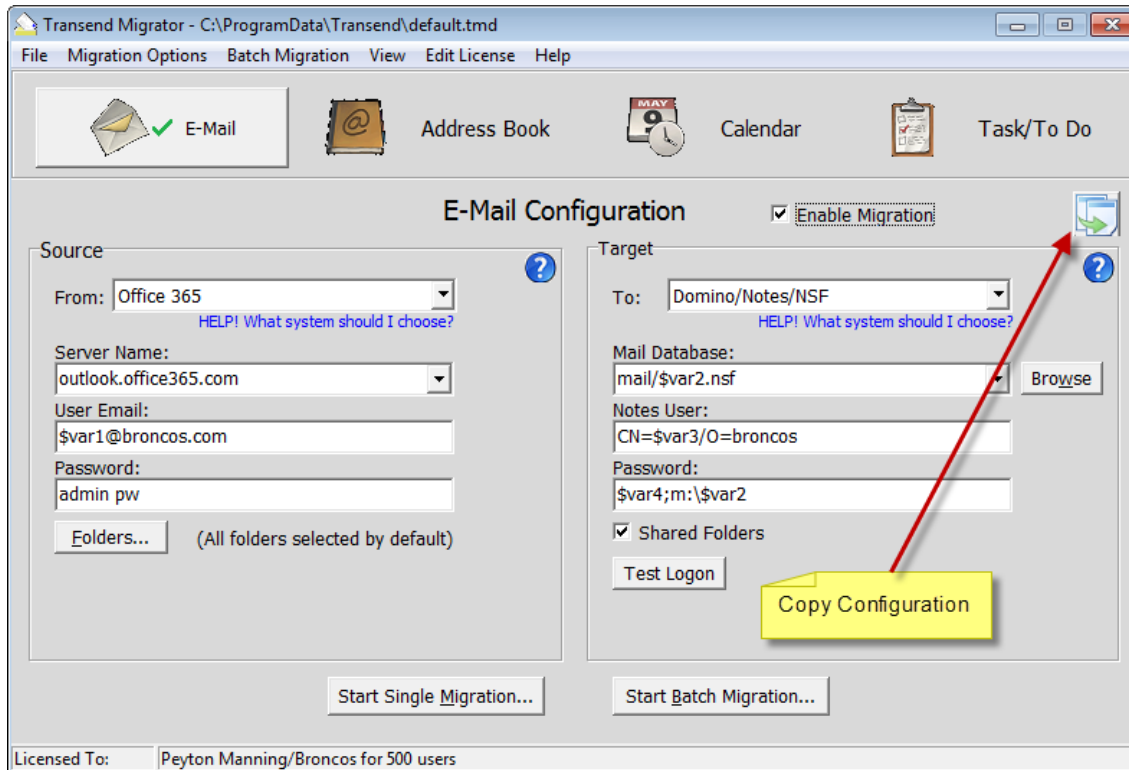 Transend Migrator - C:\ProgramData\Transend\default.tmd
File Migration Options Batch Migration View Edit License Help
E-Mail
Address Book
MAY
9
Calendar
Task/To Do
E-Mail Configuration
Enable Migration
Source
From: Office 365
HELP! What system should I choose?
Server Name:
outlook.office365.com
User Email:
$var1@broncos.com
Password:
admin pw
Folders... (All folders selected by default)
Target
To: Domino/Notes/NSF
HELP! What system should I choose?
Mail Database:
mail/$var2.nsf
Browse
Notes User:
CN=$var3/O=broncos
Password:
$var4;m:\$var2
Shared Folders
Test Logon
Copy Configuration
Start Single Migration...
Start Batch Migration...
Licensed To: Peyton Manning/Broncos for 500 users